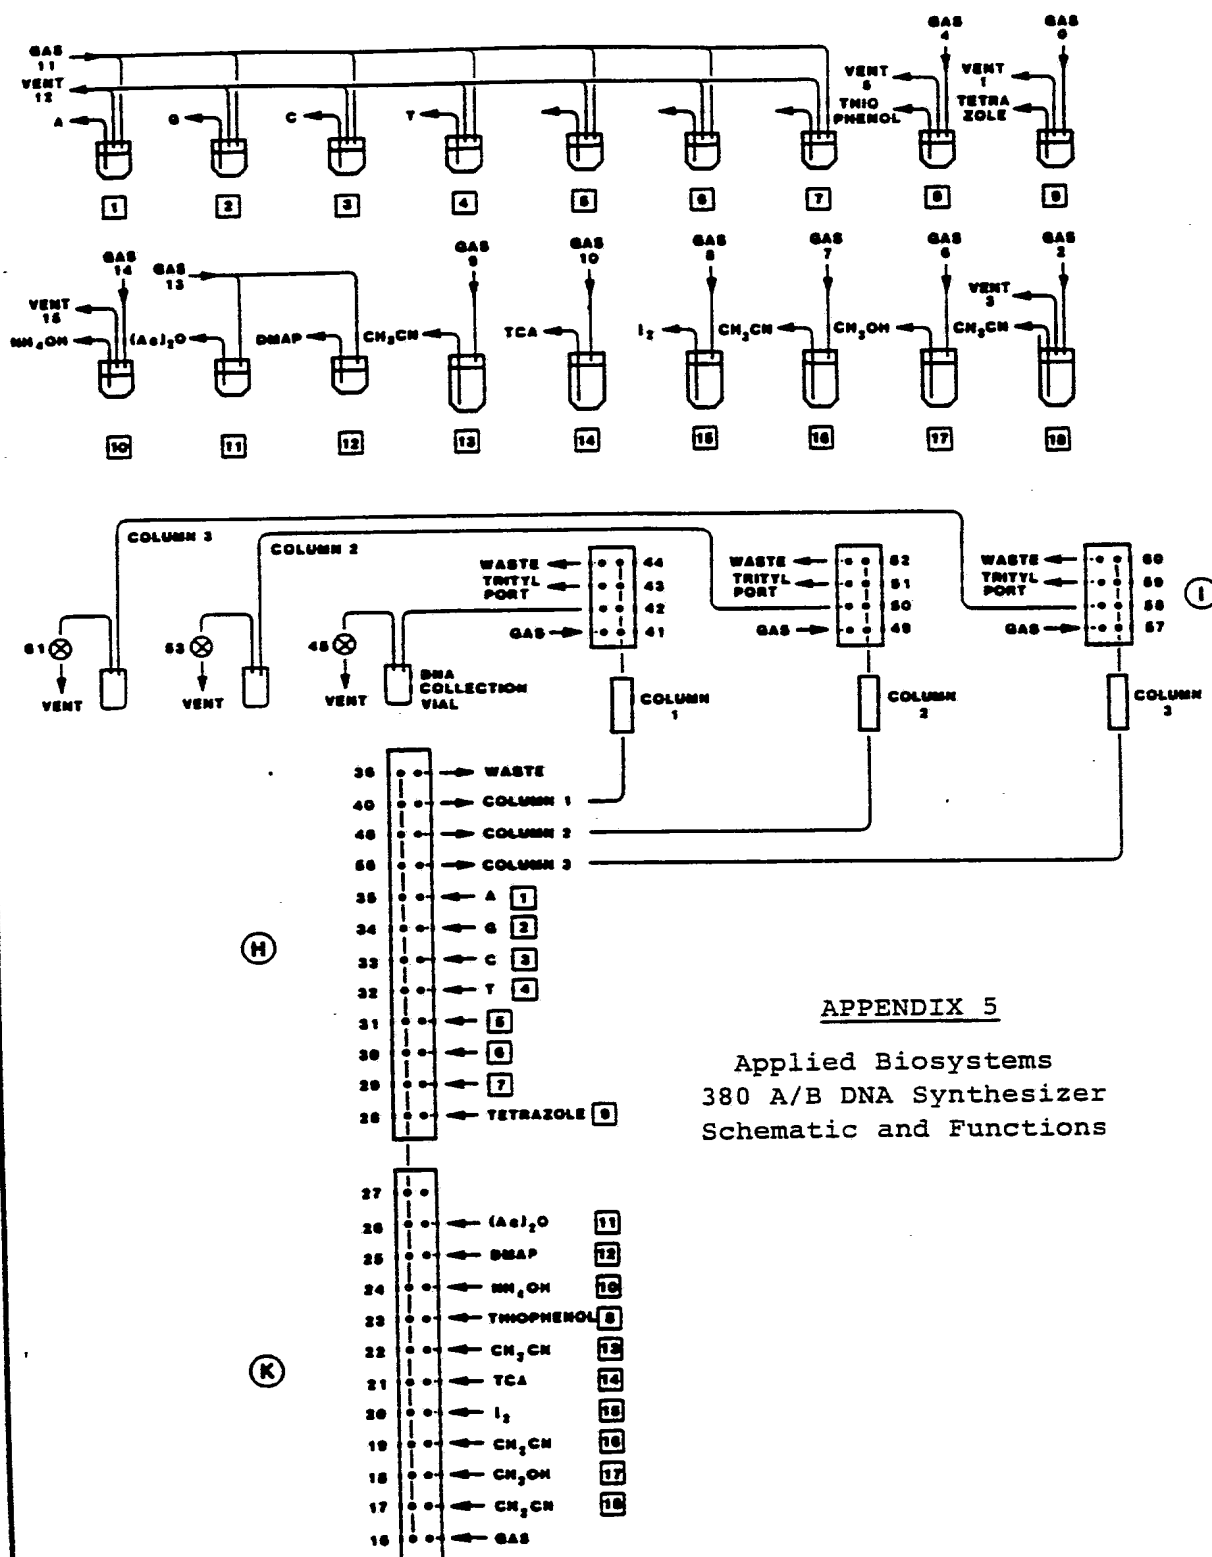 GAS 4
GAS 0
GAS 11
VENT 12
VENT 5
VENT 1
A
G
C
T
THIO PHENOL
TETRA ZOLE
1 2 3 4 5 6 7 8 9
GAS 14
GAS 13
GAS 9
GAS 10
GAS 8
GAS 7
GAS 6
GAS 2
VENT 15
VENT 3
NH4OH
(Ac)2O
DMAP
CH3CN
TCA
I2
CH3CN
CH3OH
CH3CN
10 11 12 13 14 15 16 17 18
COLUMN 3
COLUMN 2
WASTE 44
TRITYL PORT 43
42
GAS 41
WASTE 52
TRITYL PORT 51
50
GAS 49
WASTE 60
TRITYL PORT 59
58
GAS 57
I
61 VENT
53 VENT
45 VENT
DNA COLLECTION VIAL
COLUMN 1
COLUMN 2
COLUMN 3
36 WASTE
40 COLUMN 1
48 COLUMN 2
56 COLUMN 3
35 A 1
34 G 2
33 C 3
32 T 4
31 5
30 6
29 7
28 TETRAZOLE 9
H
APPENDIX 5
Applied Biosystems
380 A/B DNA Synthesizer
Schematic and Functions
27
26 (Ac)2O 11
25 DMAP 12
24 NH4OH 10
23 THIOPHENOL 8
22 CH3CN 13
21 TCA 14
20 I2 15
19 CH3CN 16
18 CH3OH 17
17 CH3CN 18
16 GAS
K